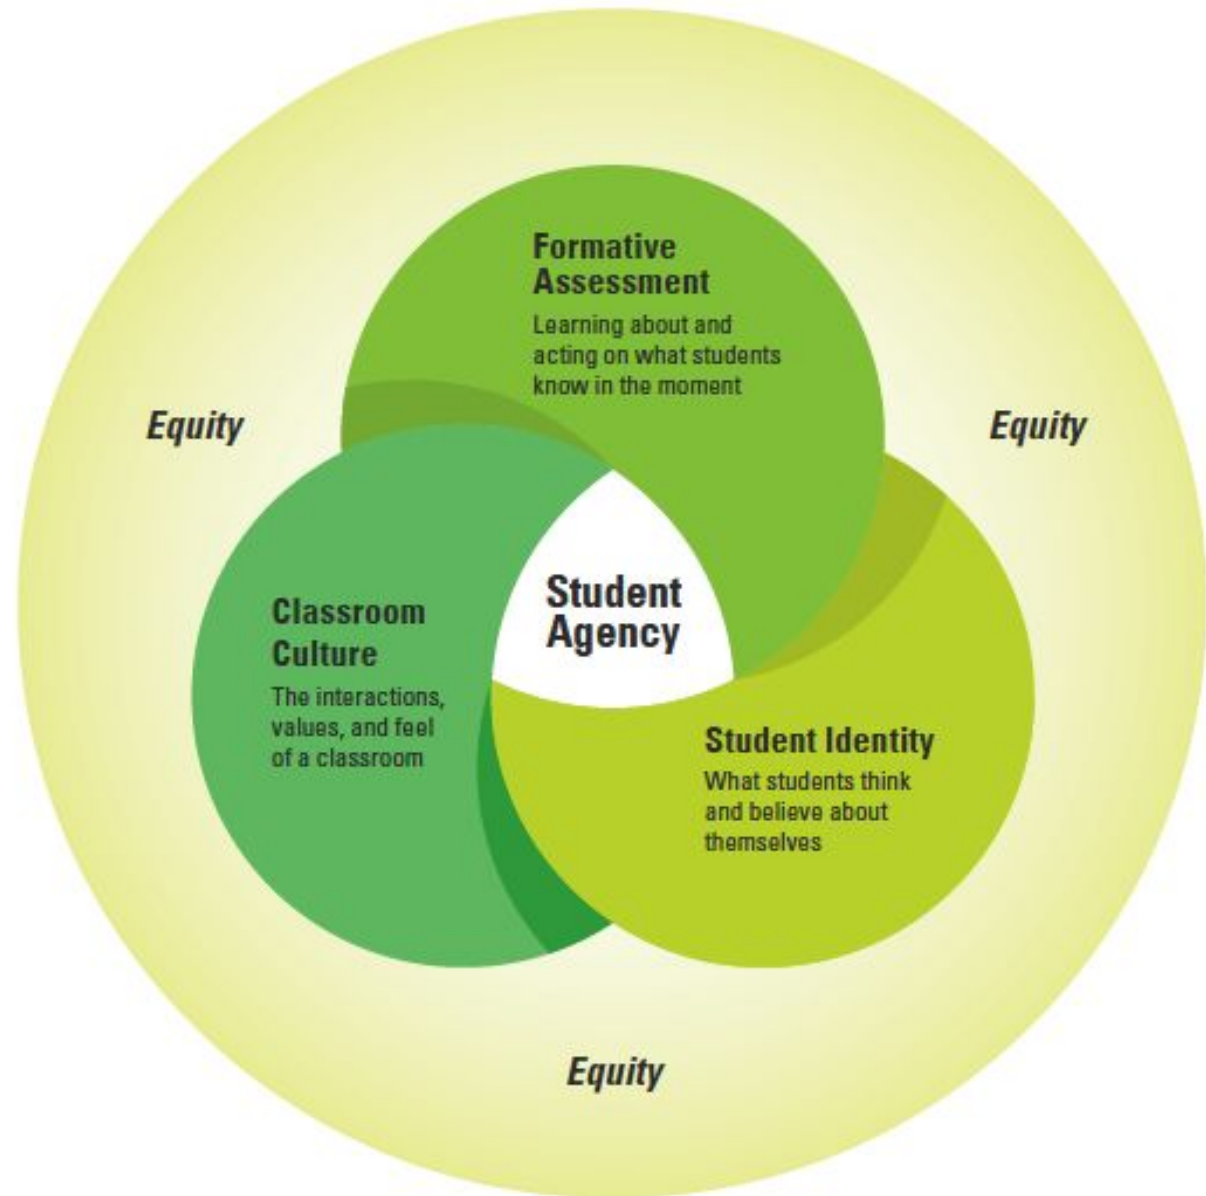 Formative
Assessment
Learning about and
acting on what students
know in the moment
Equity
Equity
Student
Agency
Classroom
Culture
The interactions,
values, and feel
of a classroom
Student Identity
What students think
and believe about
themselves
Equity